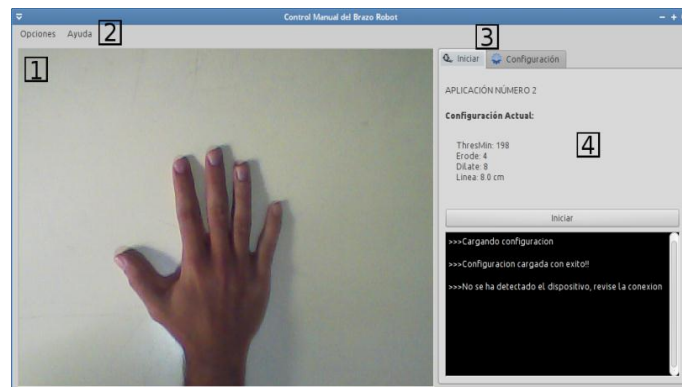 Control Manual del Brazo Robot
Opciones Ayuda 2
1
3
Iniciar Configuración
APLICACIÓN NÚMERO 2
Configuración Actual:
4
ThresMin: 198
Erode: 4
Dilate: 8
Linea: 8.0 cm
Iniciar
>>>Cargando configuracion
>>>Configuracion cargada con exito!!
>>>No se ha detectado el dispositivo, revise la conexion